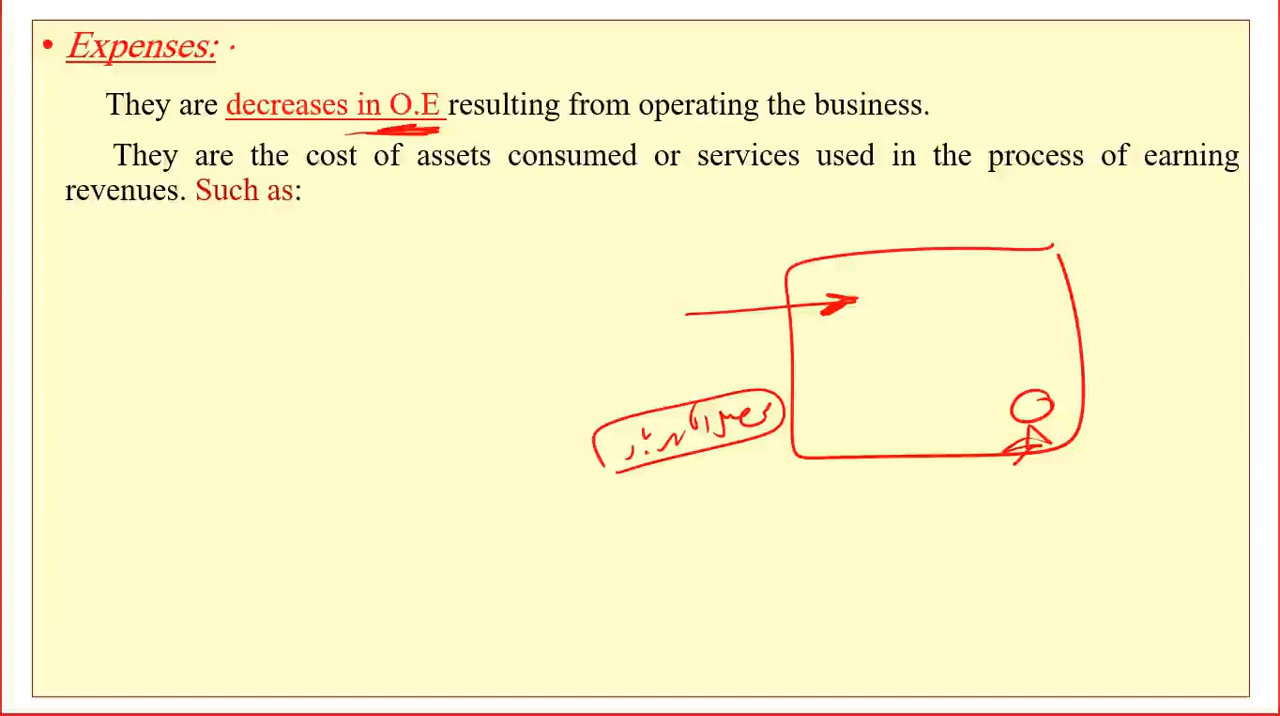 • Expenses: .
They are decreases in O.E resulting from operating the business.
They are the cost of assets consumed or services used in the process of earning
revenues. Such as: